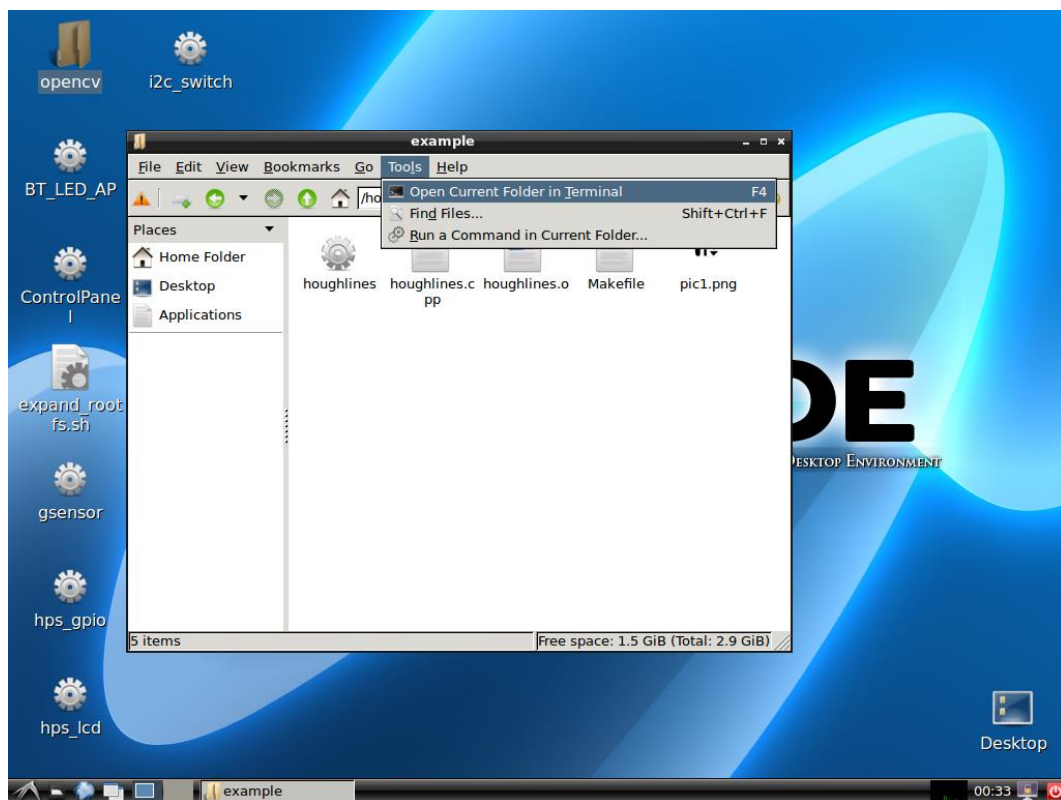 opencv
i2c_switch
BT_LED_AP
ControlPane
l
expand_root
fs.sh
gsensor
hps_gpio
hps_lcd
example
File Edit View Bookmarks Go Tools Help
/ho
Open Current Folder in Terminal F4
Find Files... Shift+Ctrl+F
Run a Command in Current Folder...
Places
Home Folder
Desktop
Applications
houghlines
houghlines.c
pp
houghlines.o
Makefile
pic1.png
5 items
Free space: 1.5 GiB (Total: 2.9 GiB)
DE
DESKTOP ENVIRONMENT
Desktop
example
00:33